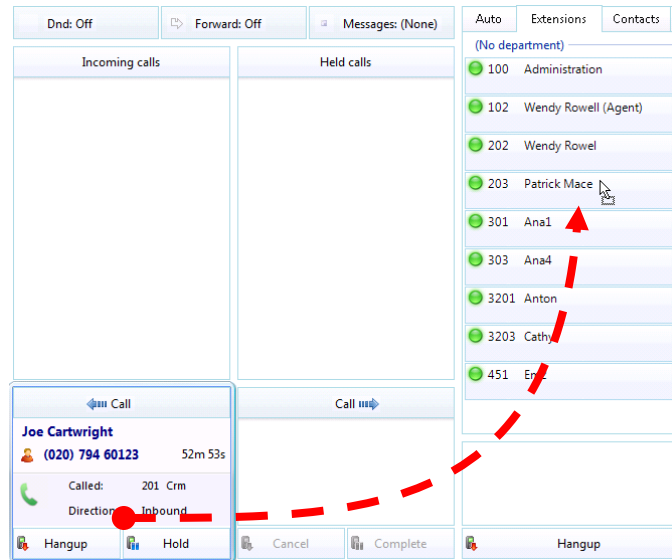 Dnd: Off
Forward: Off
Messages: (None)
Incoming calls
Held calls
Call
Joe Cartwright
(020) 794 60123 52m 53s
Called: 201 Crm
Direction: Inbound
Hangup
Hold
Call
Cancel
Complete
Auto Extensions Contacts
(No department)
100 Administration
102 Wendy Rowell (Agent)
202 Wendy Rowel
203 Patrick Mace
301 Ana1
303 Ana4
3201 Anton
3203 Cathy
451
Hangup